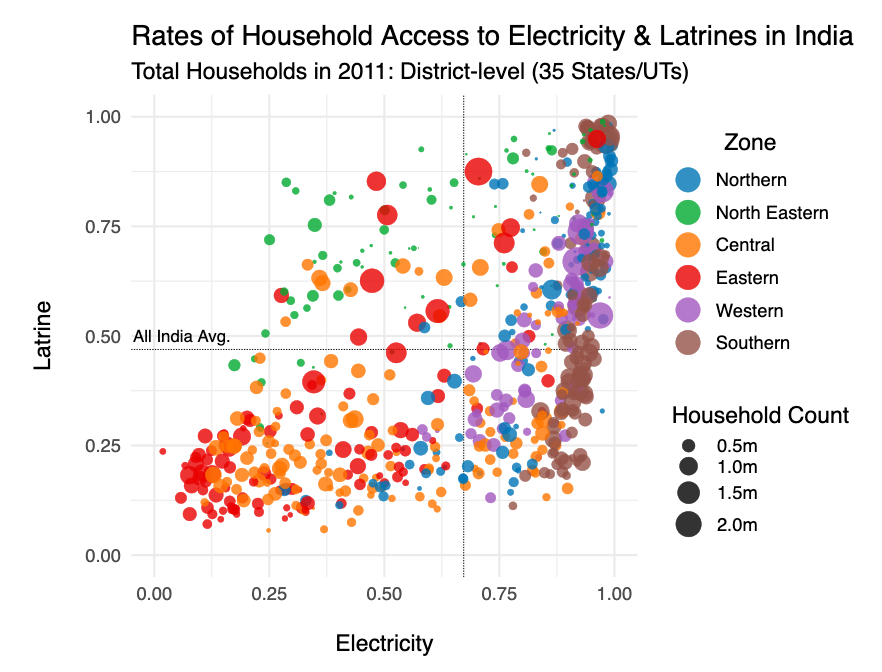 Rates of Household Access to Electricity & Latrines in India
Total Households in 2011: District-level (35 States/UTs)
1.00
0.75
0.50
0.25
0.00
Latrine
All India Avg.
0.00 0.25 0.50 0.75 1.00
Electricity
Zone
Northern
North Eastern
Central
Eastern
Western
Southern
Household Count
0.5m
1.0m
1.5m
2.0m